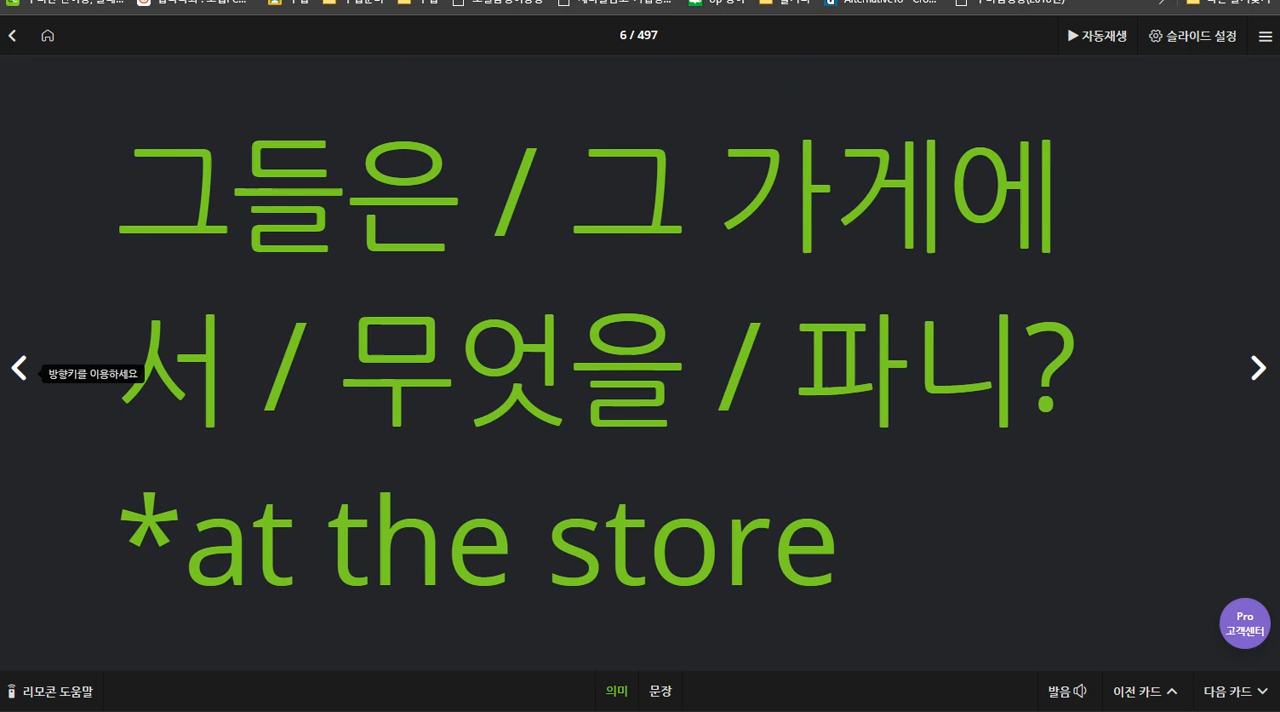 6 / 497
자동재생
슬라이드 설정
그들은 / 그 가게에
서 / 무엇을 / 파니?
방향키를 이용하세요
*at the store
Pro
고객센터
리모콘 도움말
의미
문장
발음
이전 카드
다음 카드